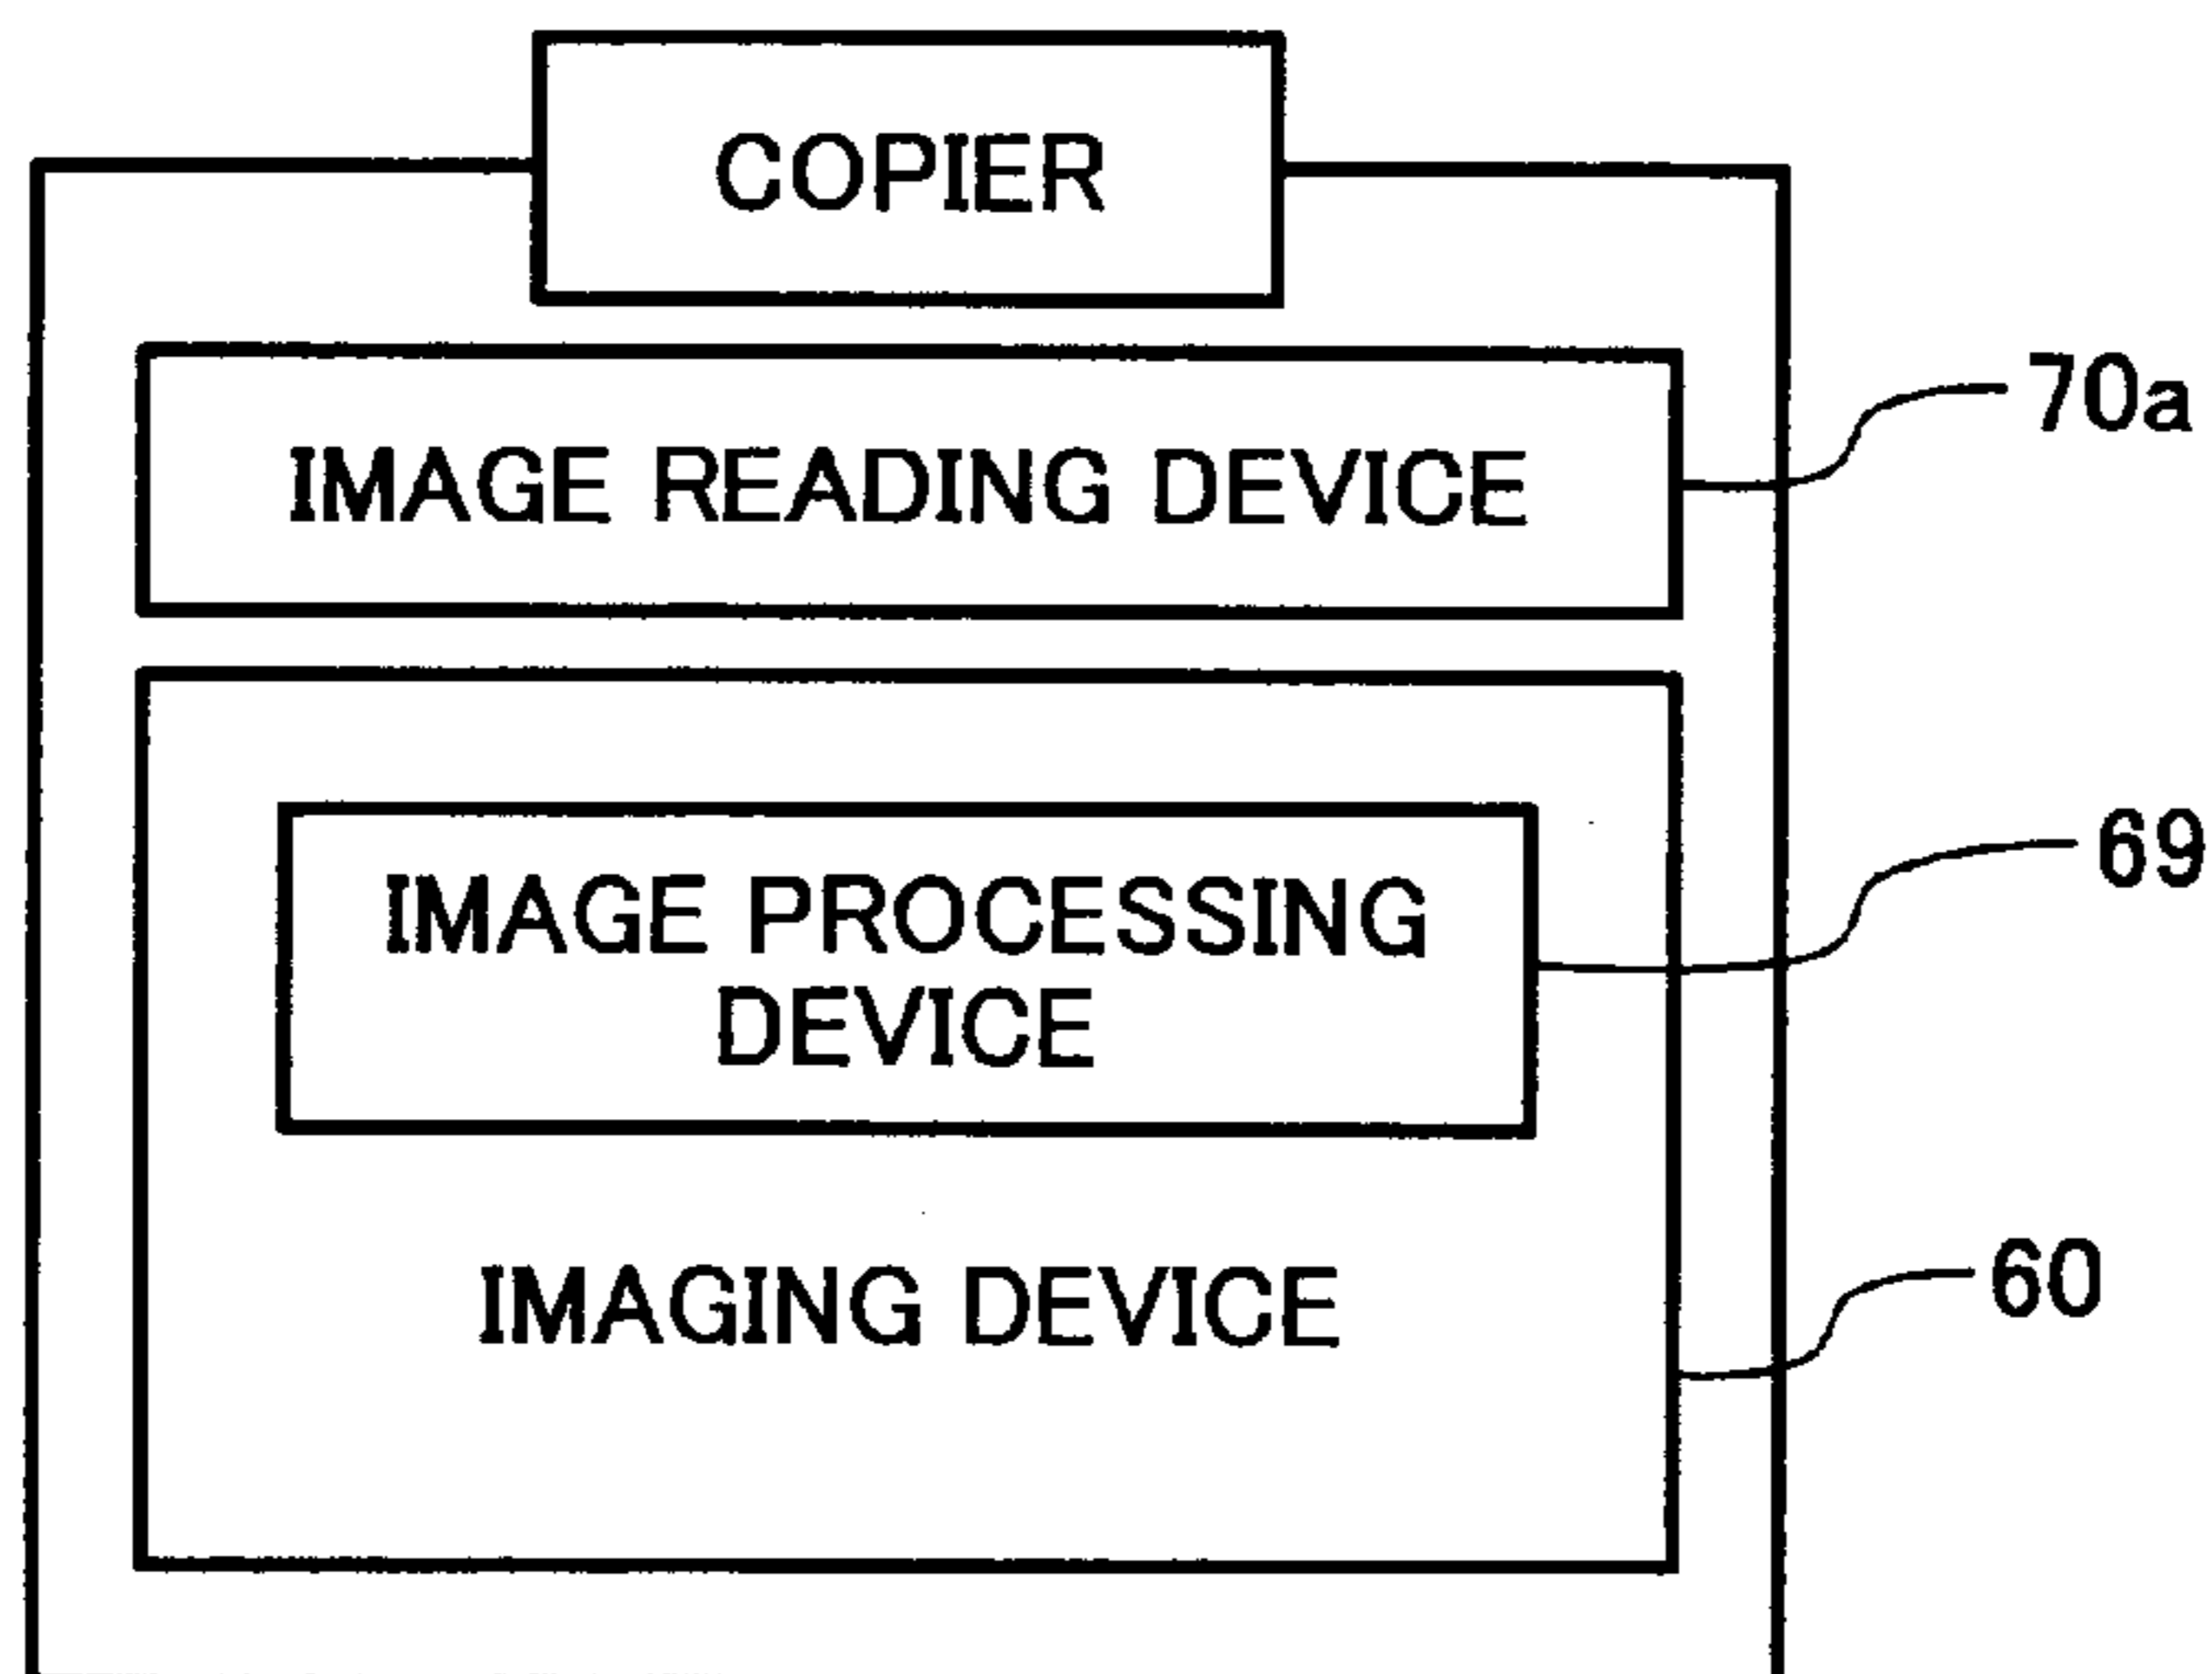 COPIER
70a
IMAGE READING DEVICE
69
IMAGE PROCESSING
DEVICE
60
IMAGING DEVICE